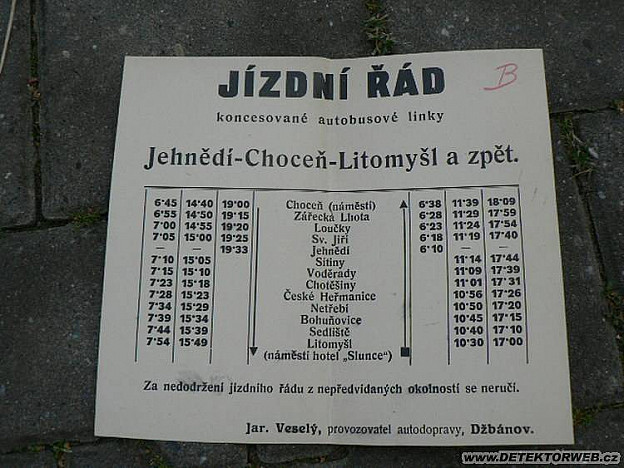 JÍZDNÍ ŘÁD
B
koncesované autobusové linky
Jehnědí-Choceň-Litomyšl a zpět.
6·45 14·40 19·00 Choceň (náměstí) 6·38 11·39 18·09
6·55 14·50 19·15 Zářecká Lhota 6·28 11·29 17·59
7·00 14·55 19·20 Loučky 6·23 11·24 17·54
7·05 15·00 19·25 Sv. Jiří 6·18 11·19 17·40
— — 19·33 Jehnědí 6·10 — —
7·10 15·05 Sítiny 11·14 17·44
7·15 15·10 Voděrady 11·09 17·39
7·23 15·18 Chotěšiny 11·01 17·31
7·28 15·23 České Heřmanice 10·56 17·26
7·34 15·29 Netřebí 10·50 17·20
7·39 15·34 Bohuňovice 10·45 17·15
7·44 15·39 Sedliště 10·40 17·10
7·54 15·49 Litomyšl 10·30 17·00
(náměstí hotel „Slunce")
Za nedodržení jízdního řádu z nepředvídaných okolností se neručí.
Jar. Veselý, provozovatel autodopravy, Džbánov.
WWW.DETEKTORWEB.CZ